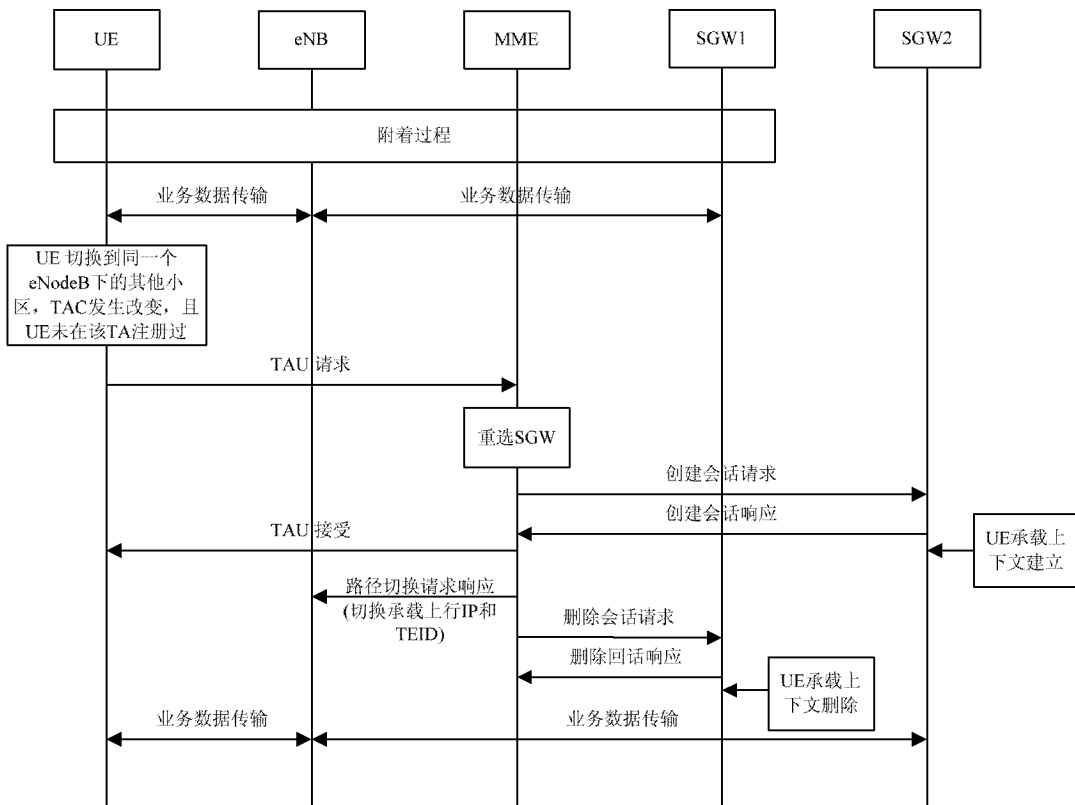 UE
eNB
MME
SGW1
SGW2
附着过程
业务数据传输
业务数据传输
UE 切换到同一个
eNodeB下的其他小
区，TAC发生改变，且
UE未在该TA注册过
TAU 请求
重选SGW
创建会话请求
创建会话响应
TAU 接受
UE承载上
下文建立
路径切换请求响应
(切换承载上行IP和
TEID)
删除会话请求
删除回话响应
UE承载上
下文删除
业务数据传输
业务数据传输